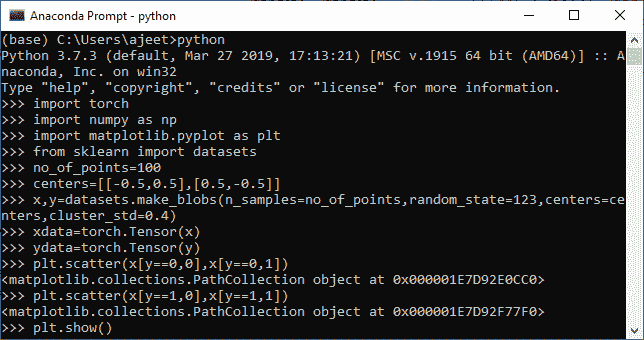 Anaconda Prompt - python
(base) C:\Users\ajeet>python
Python 3.7.3 (default, Mar 27 2019, 17:13:21) [MSC v.1915 64 bit (AMD64)] :: A
naconda, Inc. on win32
Type "help", "copyright", "credits" or "license" for more information.
>>> import torch
>>> import numpy as np
>>> import matplotlib.pyplot as plt
>>> from sklearn import datasets
>>> no_of_points=100
>>> centers=[[-0.5,0.5],[0.5,-0.5]]
>>> x,y=datasets.make_blobs(n_samples=no_of_points,random_state=123,centers=ce
nters,cluster_std=0.4)
>>> xdata=torch.Tensor(x)
>>> ydata=torch.Tensor(y)
>>> plt.scatter(x[y==0,0],x[y==0,1])
<matplotlib.collections.PathCollection object at 0x000001E7D92E0CC0>
>>> plt.scatter(x[y==1,0],x[y==1,1])
<matplotlib.collections.PathCollection object at 0x000001E7D92F77F0>
>>> plt.show()